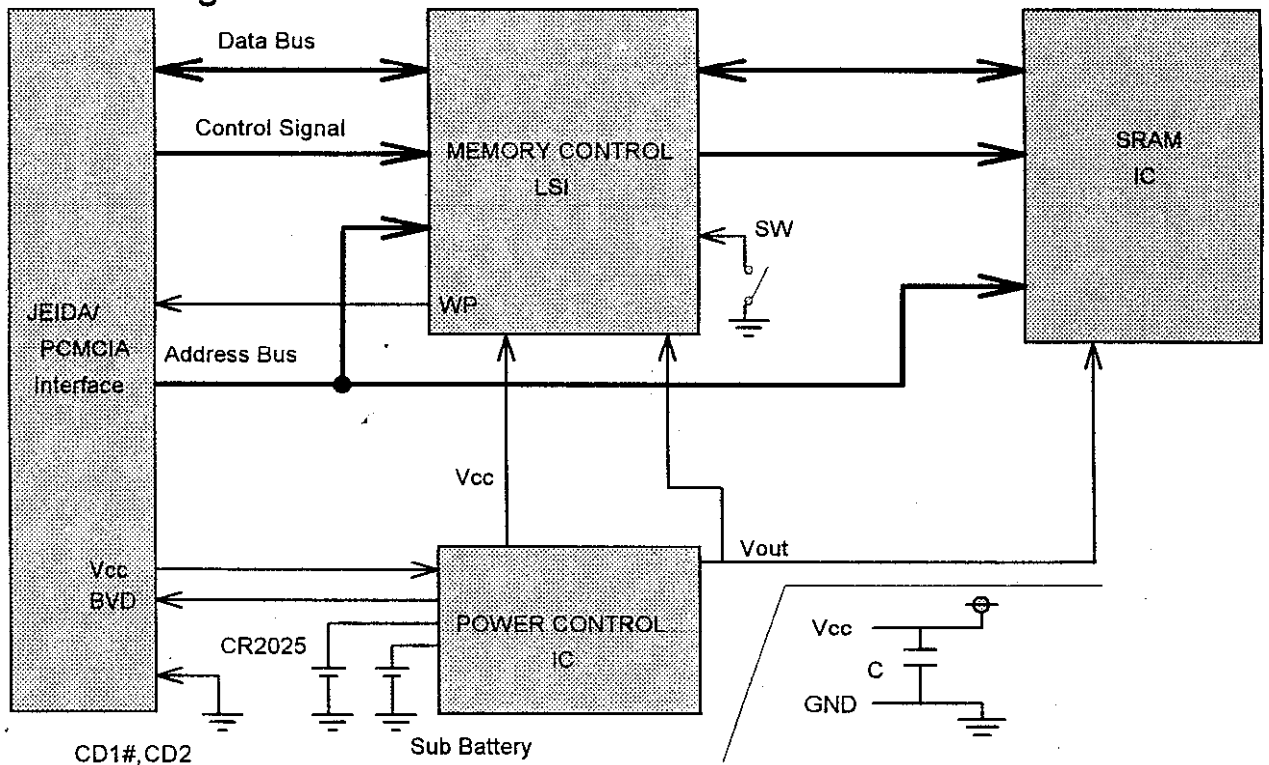 Data Bus
Control Signal
MEMORY CONTROL
LSI
SRAM
IC
SW
WP
JEIDA/
PCMCIA
Interface
Address Bus
Vcc
Vout
Vcc
BVD
POWER CONTROL
IC
CR2025
Vcc
C
GND
Sub Battery
CD1#,CD2